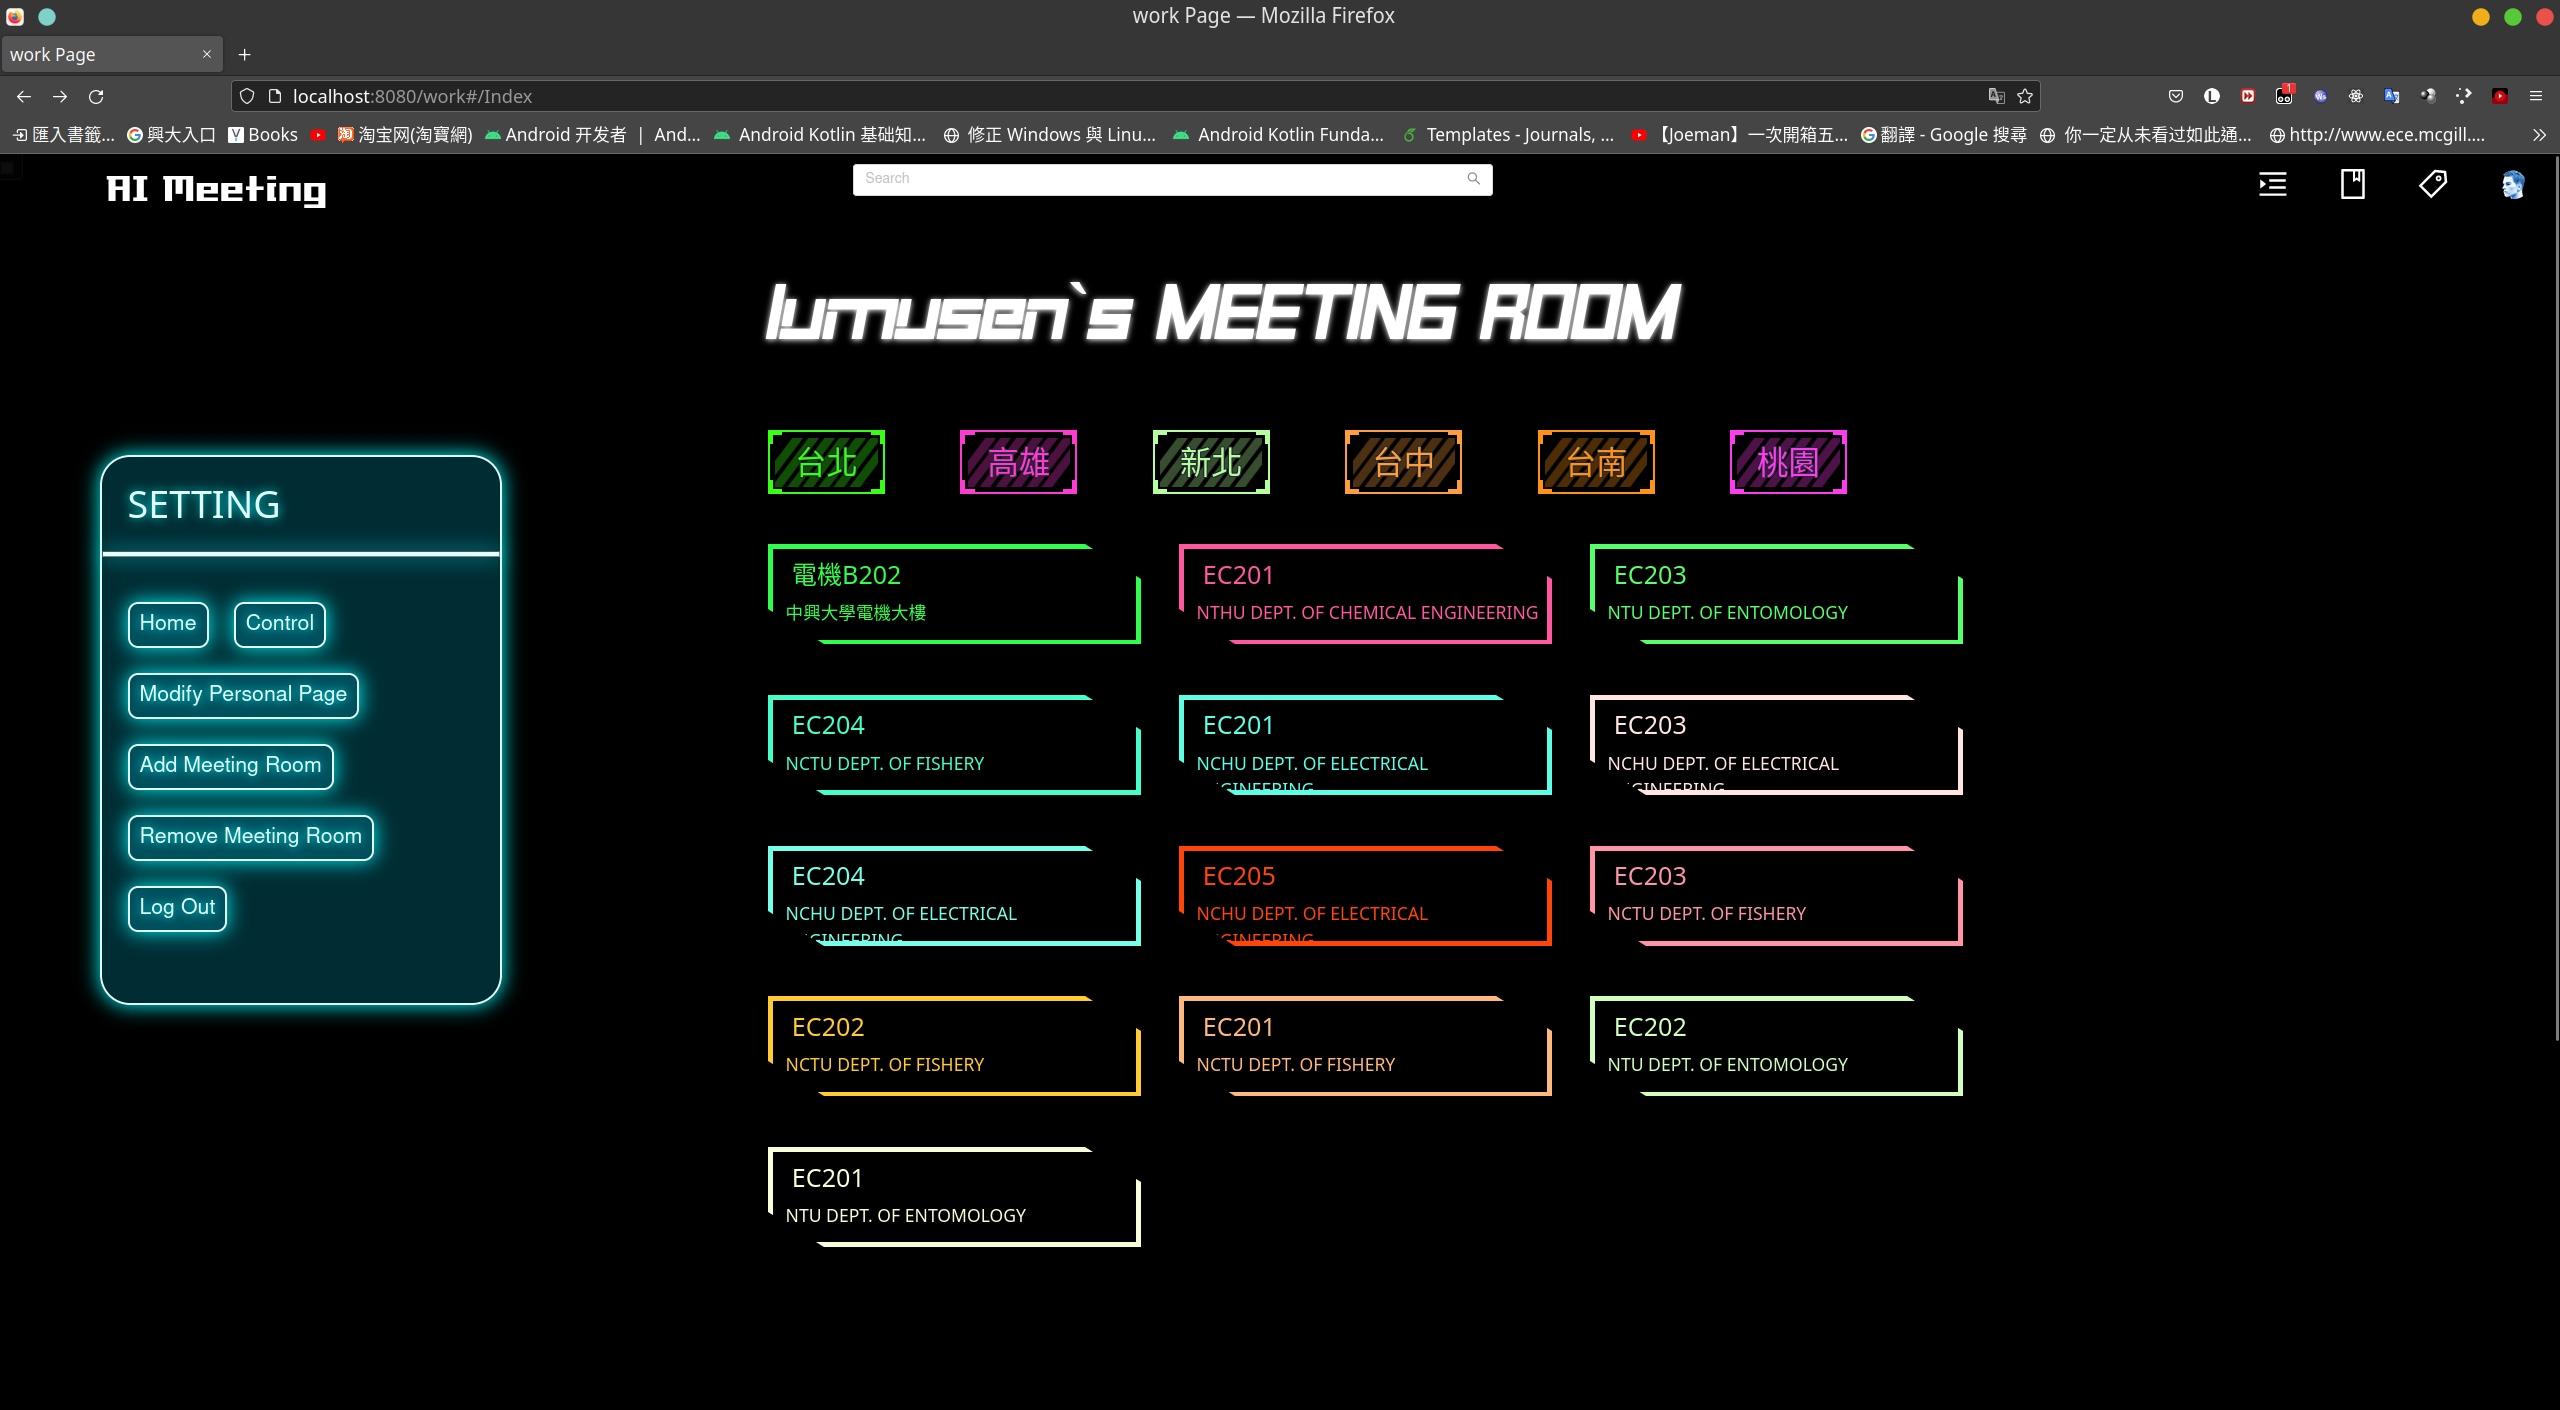 work Page — Mozilla Firefox
work Page
localhost:8080/work#/Index
匯入書籤… 興大入口 Books 淘宝网(淘寶網) Android 开发者 | And… Android Kotlin 基础知… 修正 Windows 與 Linu… Android Kotlin Funda… Templates - Journals, … 【Joeman】一次開箱五… 翻譯 - Google 搜尋 你一定从未看过如此通… http://www.ece.mcgill.…
AI Meeting
Search
lumusen`s MEETING ROOM
台北 高雄 新北 台中 台南 桃園
SETTING
Home Control
Modify Personal Page
Add Meeting Room
Remove Meeting Room
Log Out
電機B202
中興大學電機大樓
EC201
NTHU DEPT. OF CHEMICAL ENGINEERING
EC203
NTU DEPT. OF ENTOMOLOGY
EC204
NCTU DEPT. OF FISHERY
EC201
NCHU DEPT. OF ELECTRICAL
EC203
NCHU DEPT. OF ELECTRICAL
EC204
NCHU DEPT. OF ELECTRICAL
EC205
NCHU DEPT. OF ELECTRICAL
EC203
NCTU DEPT. OF FISHERY
EC202
NCTU DEPT. OF FISHERY
EC201
NCTU DEPT. OF FISHERY
EC202
NTU DEPT. OF ENTOMOLOGY
EC201
NTU DEPT. OF ENTOMOLOGY